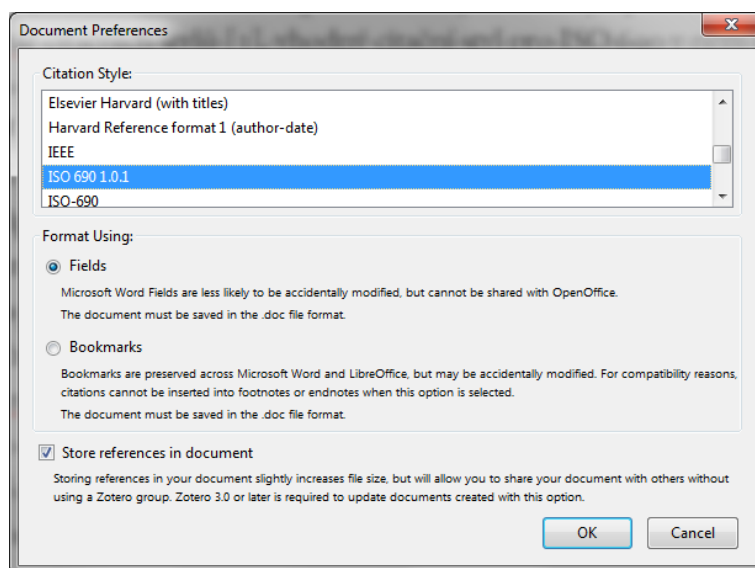 Document Preferences
Citation Style:
Elsevier Harvard (with titles)
Harvard Reference format 1 (author-date)
IEEE
ISO 690 1.0.1
ISO-690
Format Using:
Fields
Microsoft Word Fields are less likely to be accidentally modified, but cannot be shared with OpenOffice.
The document must be saved in the .doc file format.
Bookmarks
Bookmarks are preserved across Microsoft Word and LibreOffice, but may be accidentally modified. For compatibility reasons,
citations cannot be inserted into footnotes or endnotes when this option is selected.
The document must be saved in the .doc file format.
Store references in document
Storing references in your document slightly increases file size, but will allow you to share your document with others without
using a Zotero group. Zotero 3.0 or later is required to update documents created with this option.
OK
Cancel